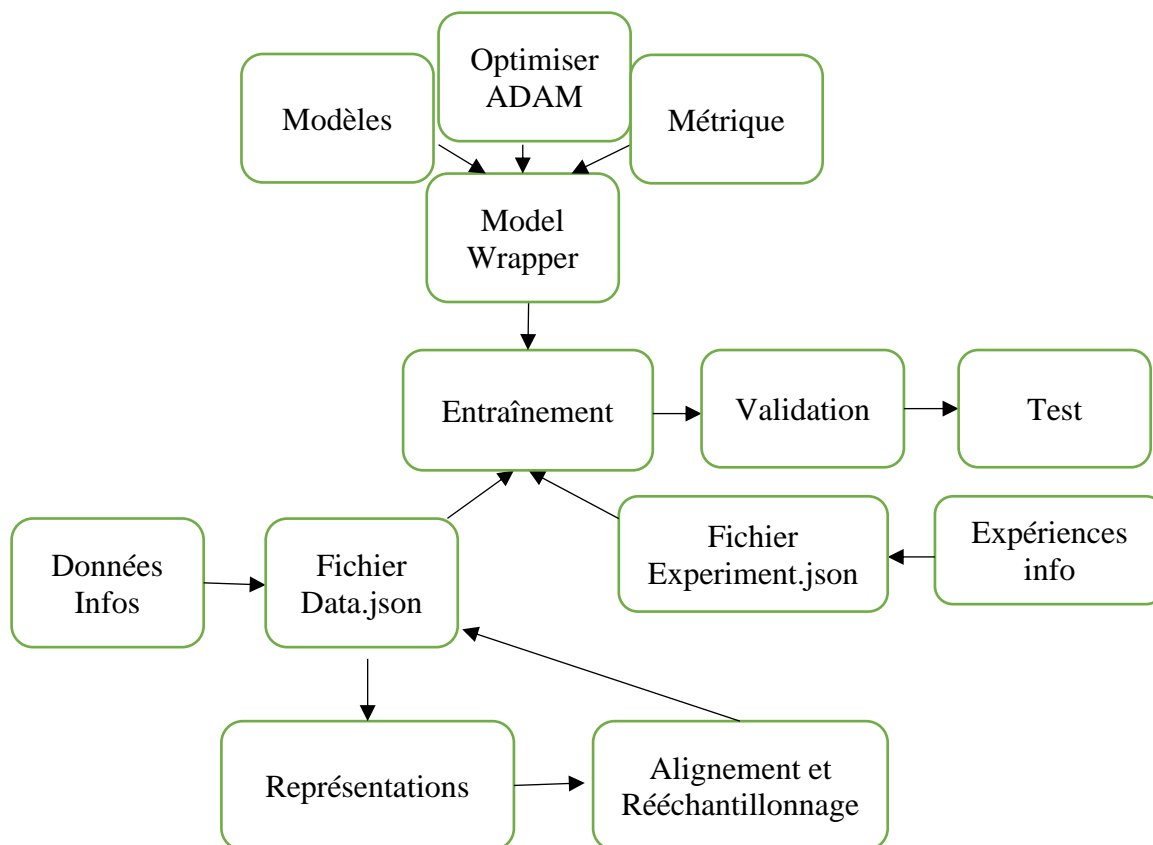 Optimiser
ADAM
Modèles
Métrique
Model
Wrapper
Entraînement
Validation
Test
Données
Infos
Fichier
Data.json
Fichier
Experiment.json
Expériences
info
Représentations
Alignement et
Rééchantillonnage